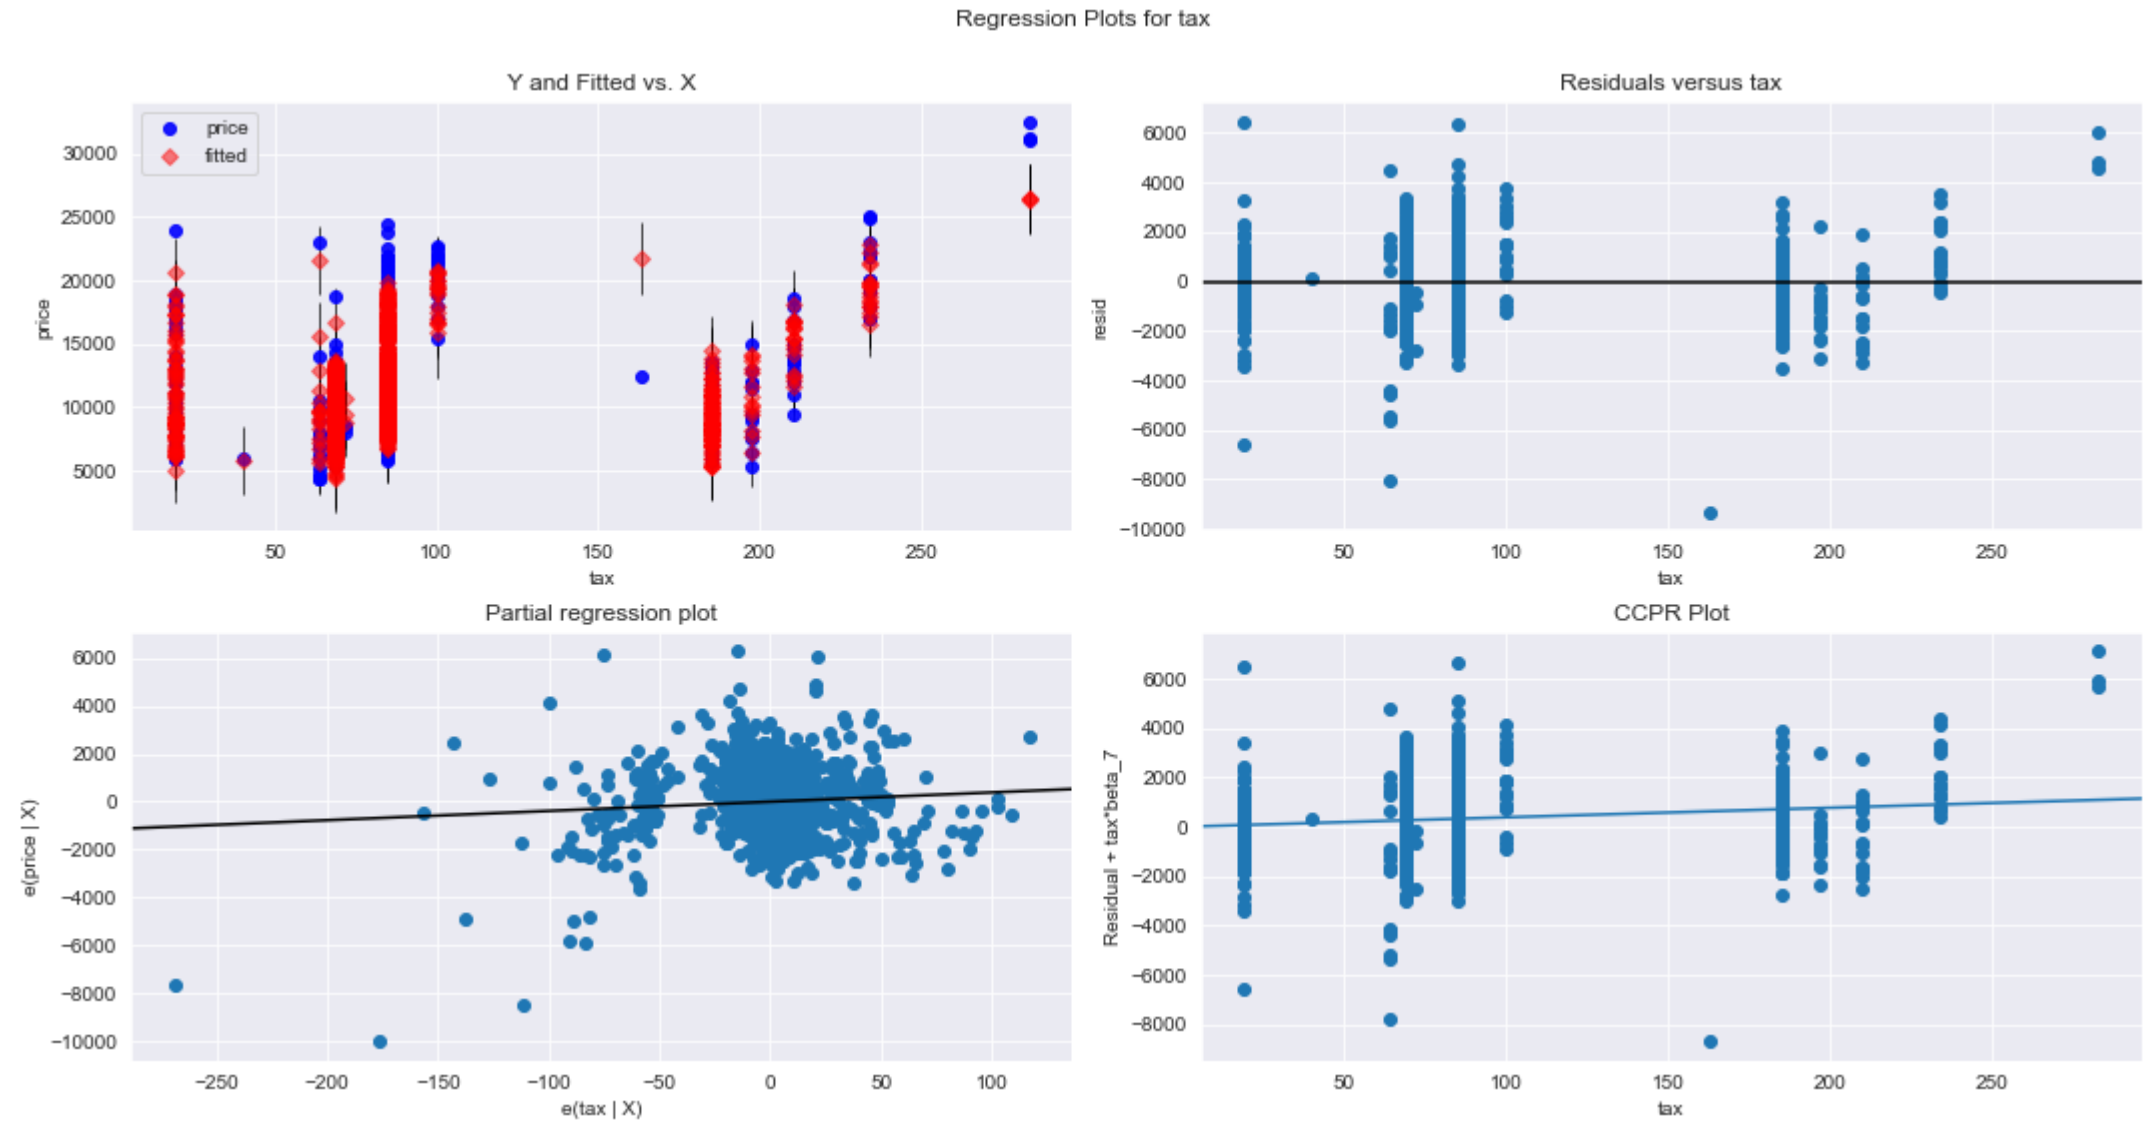 Regression Plots for tax
Y and Fitted vs. X
price
fitted
30000
25000
20000
15000
10000
5000
price
50 100 150 200 250
tax
Residuals versus tax
6000
4000
2000
0
−2000
−4000
−6000
−8000
−10000
resid
50 100 150 200 250
tax
Partial regression plot
6000
4000
2000
0
−2000
−4000
−6000
−8000
−10000
e(price | X)
−250 −200 −150 −100 −50 0 50 100
e(tax | X)
CCPR Plot
6000
4000
2000
0
−2000
−4000
−6000
−8000
Residual + tax*beta_7
50 100 150 200 250
tax